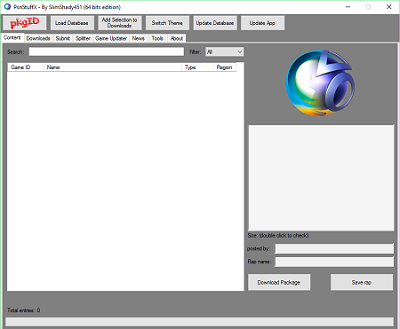 PsnStuffX - By SlimShady451 (64 bits edition)
pkgID
Load Database
Add Selection to
Downloads
Switch Theme
Update Database
Update App
Content Downloads Submit Splitter Game Updater News Tools About
Search:
Filter: All
Game ID Name Type Region
Size: (double click to check)
posted by:
Rap name:
Download Package
Save rap
Total entries: 0